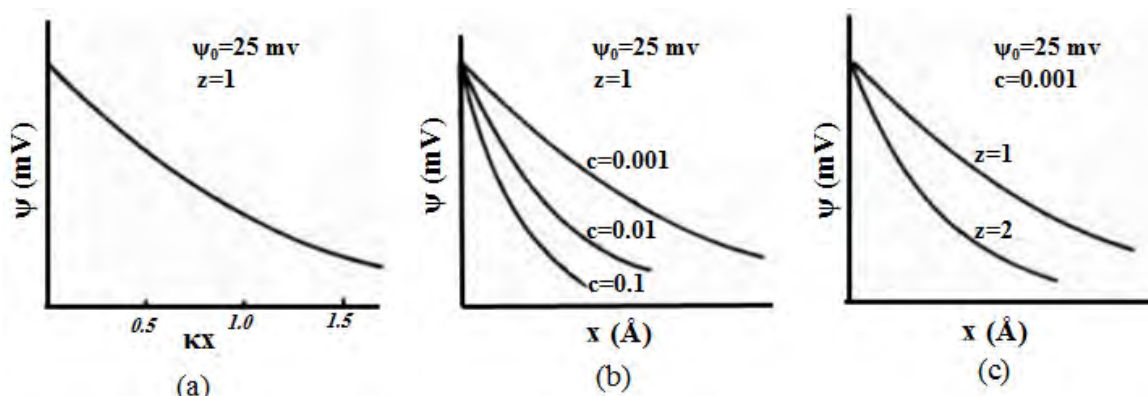 ψ (mV)
ψ₀=25 mv
z=1
0.5
1.0
1.5
κx
(a)
ψ (mV)
ψ₀=25 mv
z=1
c=0.001
c=0.01
c=0.1
x (Å)
(b)
ψ (mV)
ψ₀=25 mv
c=0.001
z=1
z=2
x (Å)
(c)